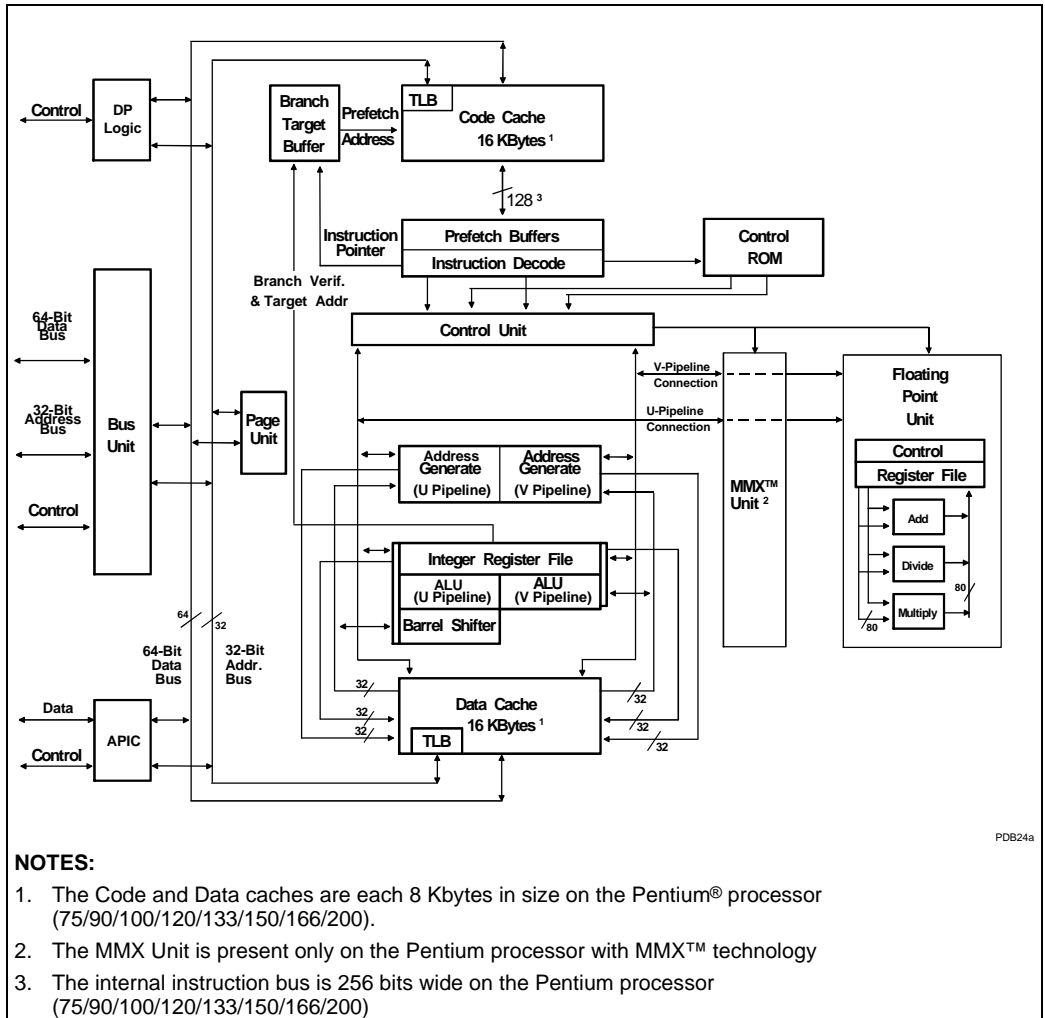 Control
DP
Logic
Branch
Target
Buffer
Prefetch
Address
TLB
Code Cache
16 KBytes 1
128 3
Instruction
Pointer
Prefetch Buffers
Instruction Decode
Control
ROM
Branch Verif.
& Target Addr
Control Unit
64-Bit
Data
Bus
32-Bit
Address
Bus
Control
Bus
Unit
Page
Unit
V-Pipeline
Connection
U-Pipeline
Connection
MMX™
Unit 2
Floating
Point
Unit
Control
Register File
Add
Divide
Multiply
80
80
Address
Generate
(U Pipeline)
Address
Generate
(V Pipeline)
Integer Register File
ALU
(U Pipeline)
ALU
(V Pipeline)
Barrel Shifter
64
32
64-Bit
Data
Bus
32-Bit
Addr.
Bus
32
32
32
32
32
32
Data Cache
16 KBytes 1
TLB
Data
APIC
Control
PDB24a
NOTES:
1. The Code and Data caches are each 8 Kbytes in size on the Pentium® processor
(75/90/100/120/133/150/166/200).
2. The MMX Unit is present only on the Pentium processor with MMX™ technology
3. The internal instruction bus is 256 bits wide on the Pentium processor
(75/90/100/120/133/150/166/200)